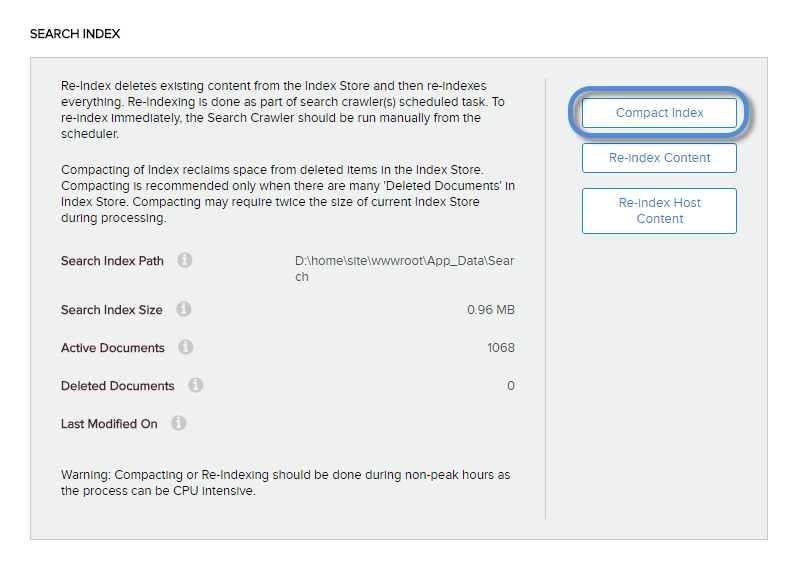 SEARCH INDEX
Re-Index deletes existing content from the Index Store and then re-indexes
everything. Re-Indexing is done as part of search crawler(s) scheduled task. To
re-index immediately, the Search Crawler should be run manually from the
scheduler.
Compacting of Index reclaims space from deleted items in the Index Store.
Compacting is recommended only when there are many 'Deleted Documents' in
Index Store. Compacting may require twice the size of current Index Store
during processing.
Search Index Path D:\home\site\wwwroot\App_Data\Sear
ch
Search Index Size 0.96 MB
Active Documents 1068
Deleted Documents 0
Last Modified On
Warning: Compacting or Re-Indexing should be done during non-peak hours as
the process can be CPU intensive.
Compact Index
Re-index Content
Re-index Host
Content